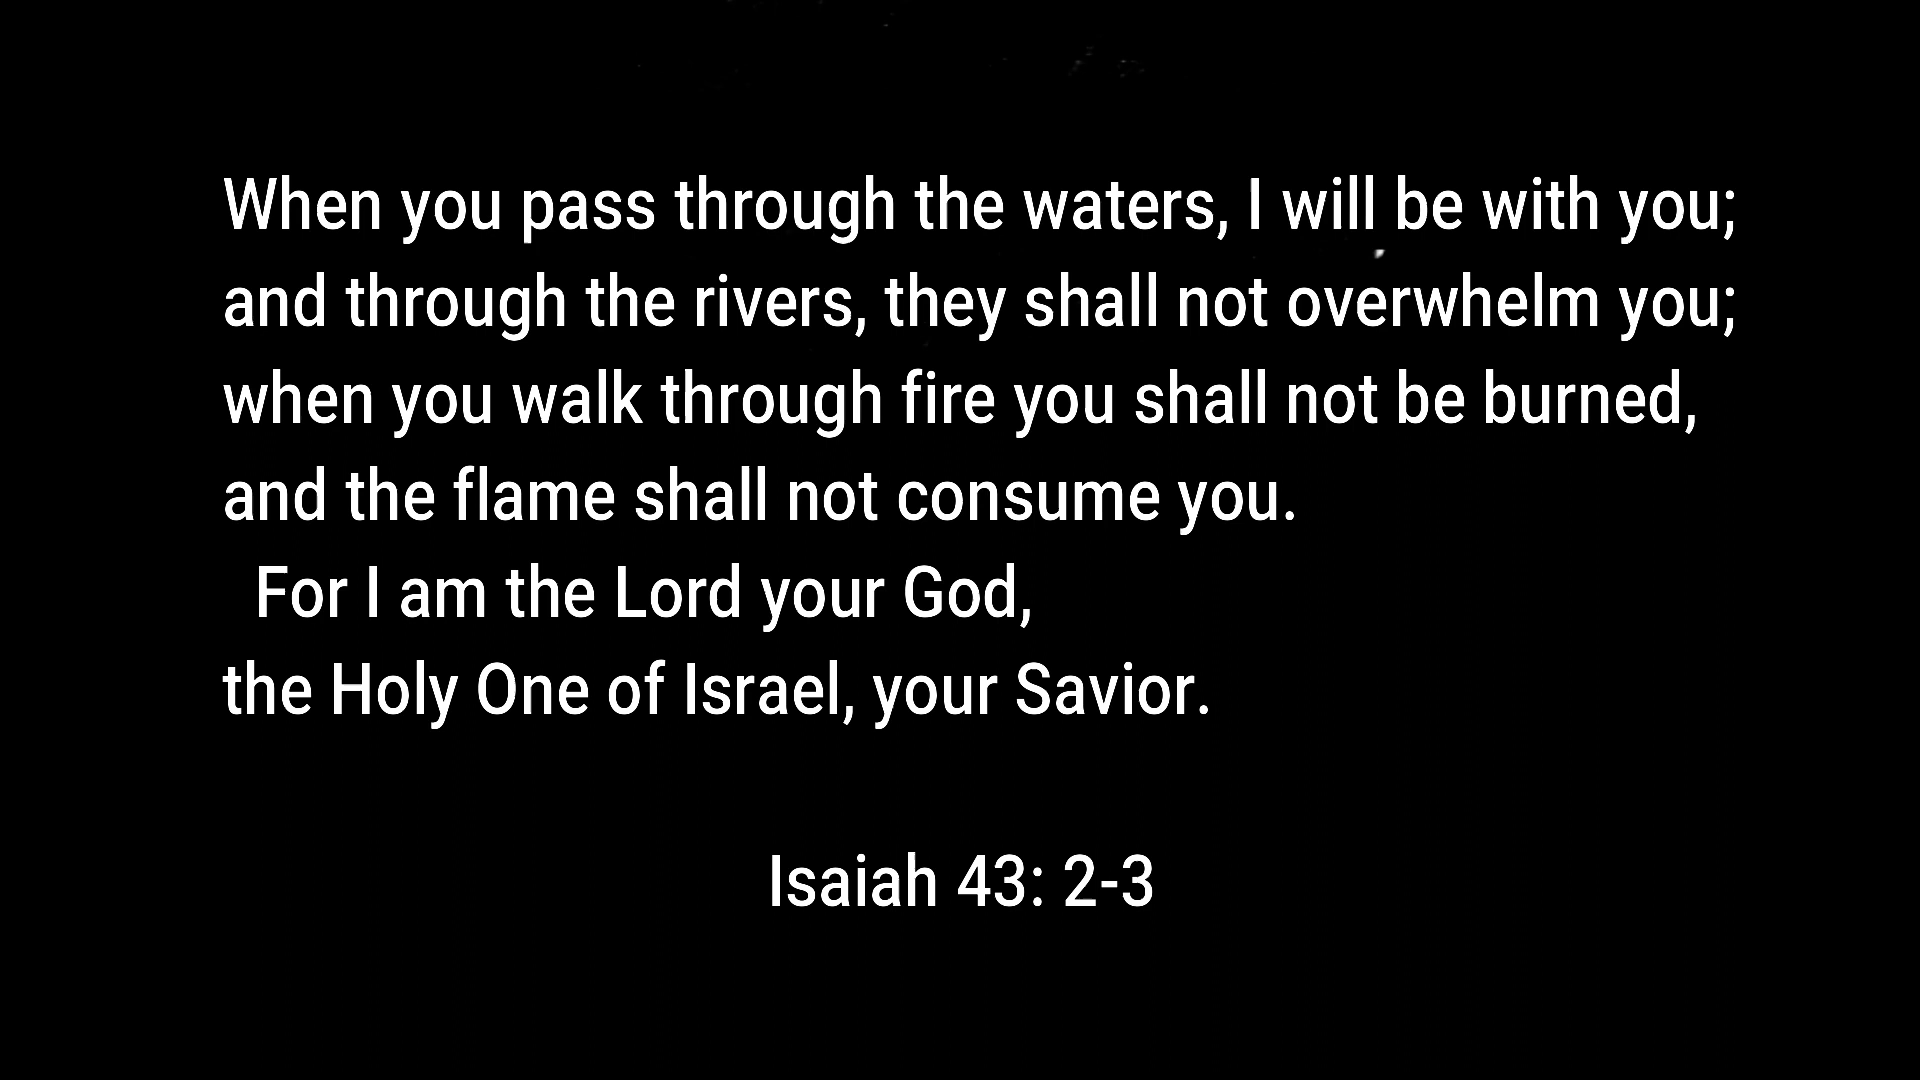 When you pass through the waters, I will be with you;
and through the rivers, they shall not overwhelm you;
when you walk through fire you shall not be burned,
and the flame shall not consume you.
For I am the Lord your God,
the Holy One of Israel, your Savior.
Isaiah 43: 2-3